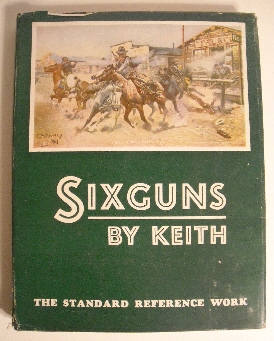 SIXGUNS
BY KEITH
THE STANDARD REFERENCE WORK